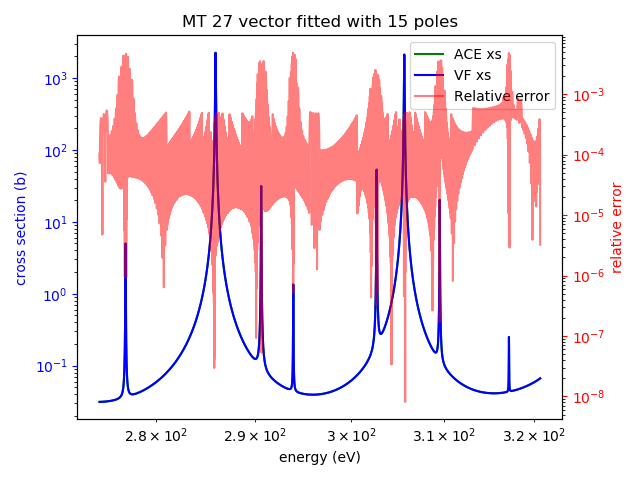 MT 27 vector fitted with 15 poles
ACE xs
VF xs
Relative error
cross section (b)
10³
10²
10¹
10⁰
10⁻¹
10⁻³
10⁻⁴
10⁻⁵
10⁻⁶
10⁻⁷
10⁻⁸
relative error
2.8 × 10² 2.9 × 10² 3 × 10² 3.1 × 10² 3.2 × 10²
energy (eV)